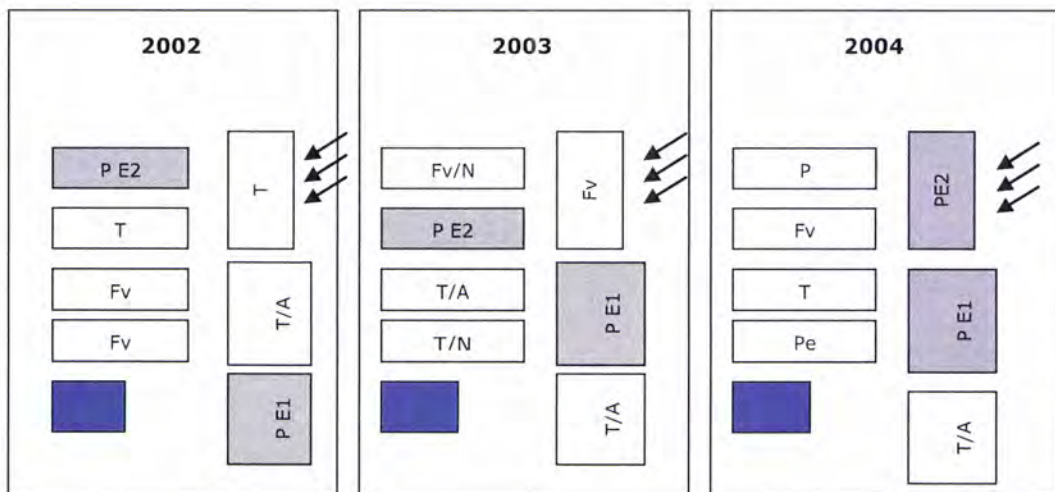 2002
P E2
T
T
Fv
T/A
Fv
P E1
2003
Fv/N
Fv
P E2
T/A
P E1
T/N
T/A
2004
P
PE2
Fv
T
P E1
Pe
T/A